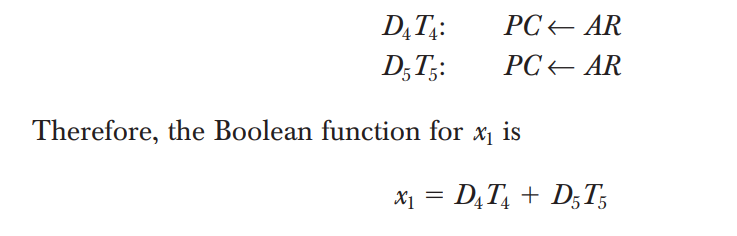 D₄T₄: PC ← AR
D₅T₅: PC ← AR
Therefore, the Boolean function for x₁ is
x₁ = D₄T₄ + D₅T₅